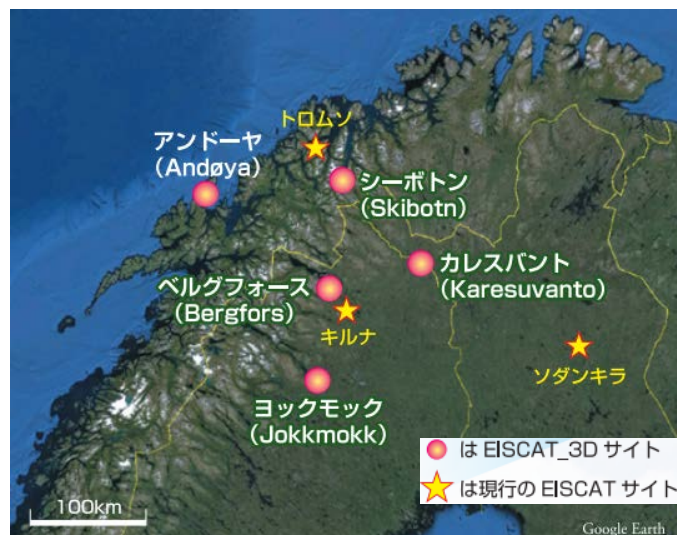 トロムソ
アンドーヤ
(Andøya)
シーボトン
(Skibotn)
カレスバント
(Karesuvanto)
ベルグフォース
(Bergfors)
キルナ
ソダンキラ
ヨックモック
(Jokkmokk)
は EISCAT_3D サイト
は現行の EISCAT サイト
100km
Google Earth